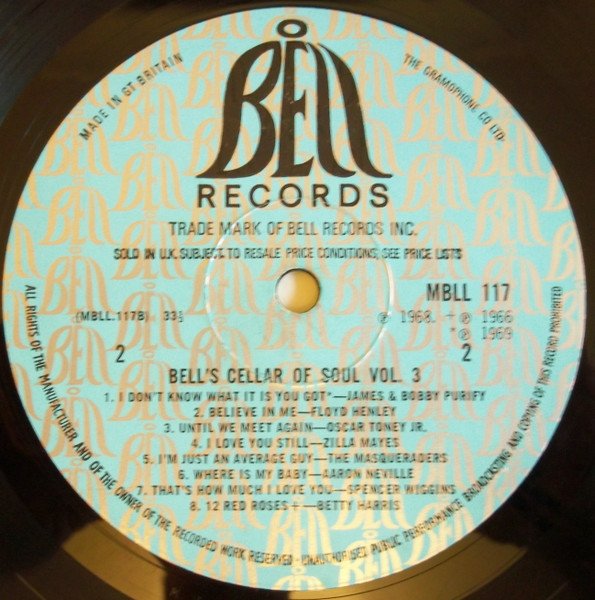 BELL
RECORDS
MADE IN GT BRITAIN
THE GRAMOPHONE CO LTD.
TRADE MARK OF BELL RECORDS INC.
SOLD IN U.K. SUBJECT TO RESALE PRICE CONDITIONS, SEE PRICE LISTS
MBLL 117
(MBLL.117B) 33⅓
℗ 1968. + ℗ 1966
* ℗ 1969
2
2
BELL'S CELLAR OF SOUL VOL. 3
1. I DON'T KNOW WHAT IT IS YOU GOT*—JAMES & BOBBY PURIFY
2. BELIEVE IN ME—FLOYD HENLEY
3. UNTIL WE MEET AGAIN—OSCAR TONEY JR.
4. I LOVE YOU STILL—ZILLA MAYES
5. I'M JUST AN AVERAGE GUY—THE MASQUERADERS
6. WHERE IS MY BABY—AARON NEVILLE
7. THAT'S HOW MUCH I LOVE YOU—SPENCER WIGGINS
8. 12 RED ROSES+—BETTY HARRIS
ALL RIGHTS OF THE MANUFACTURER AND OF THE OWNER OF THE RECORDED WORK RESERVED—UNAUTHORISED PUBLIC PERFORMANCE BROADCASTING AND COPYING OF THIS RECORD PROHIBITED